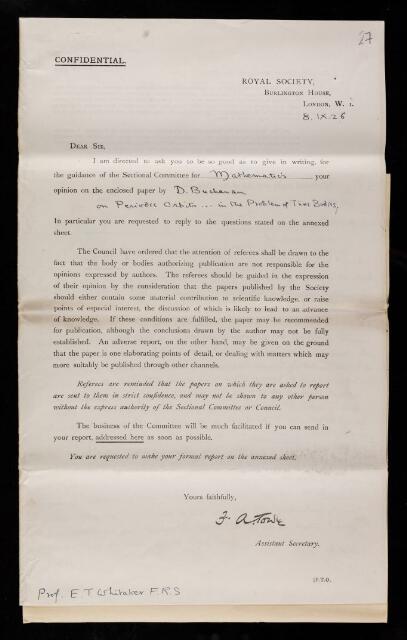 27
CONFIDENTIAL.
ROYAL SOCIETY,
BURLINGTON HOUSE,
LONDON, W. 1.
8. IX. 26
DEAR SIR,
I am directed to ask you to be so good as to give in writing, for
the guidance of the Sectional Committee for Mathematics your
opinion on the enclosed paper by D. Buchanan
on Periodic Orbits ... in the Problem of Three Bodies,
In particular you are requested to reply to the questions stated on the annexed
sheet.
The Council have ordered that the attention of referees shall be drawn to the
fact that the body or bodies authorizing publication are not responsible for the
opinions expressed by authors. The referees should be guided in the expression
of their opinion by the consideration that the papers published by the Society
should either contain some material contribution to scientific knowledge, or raise
points of especial interest, the discussion of which is likely to lead to an advance
of knowledge. If these conditions are fulfilled, the paper may be recommended
for publication, although the conclusions drawn by the author may not be fully
established. An adverse report, on the other hand, may be given on the ground
that the paper is one elaborating points of detail, or dealing with matters which may
more suitably be published through other channels.
Referees are reminded that the papers on which they are asked to report
are sent to them in strict confidence, and may not be shown to any other person
without the express authority of the Sectional Committee or Council.
The business of the Committee will be much facilitated if you can send in
your report, addressed here as soon as possible.
You are requested to make your formal report on the annexed sheet.
Yours faithfully,
F A Towle
Assistant Secretary.
[P.T.O.
Prof. E T Whitaker F.R.S